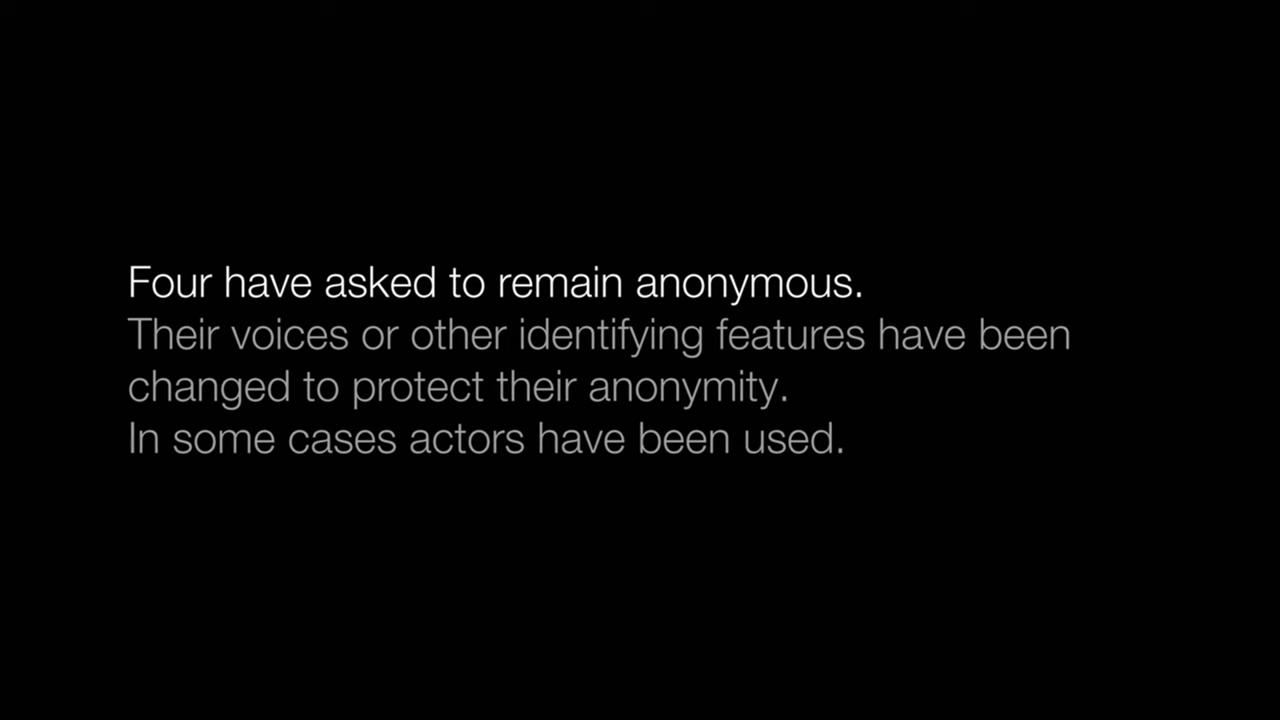 Four have asked to remain anonymous.
Their voices or other identifying features have been
changed to protect their anonymity.
In some cases actors have been used.